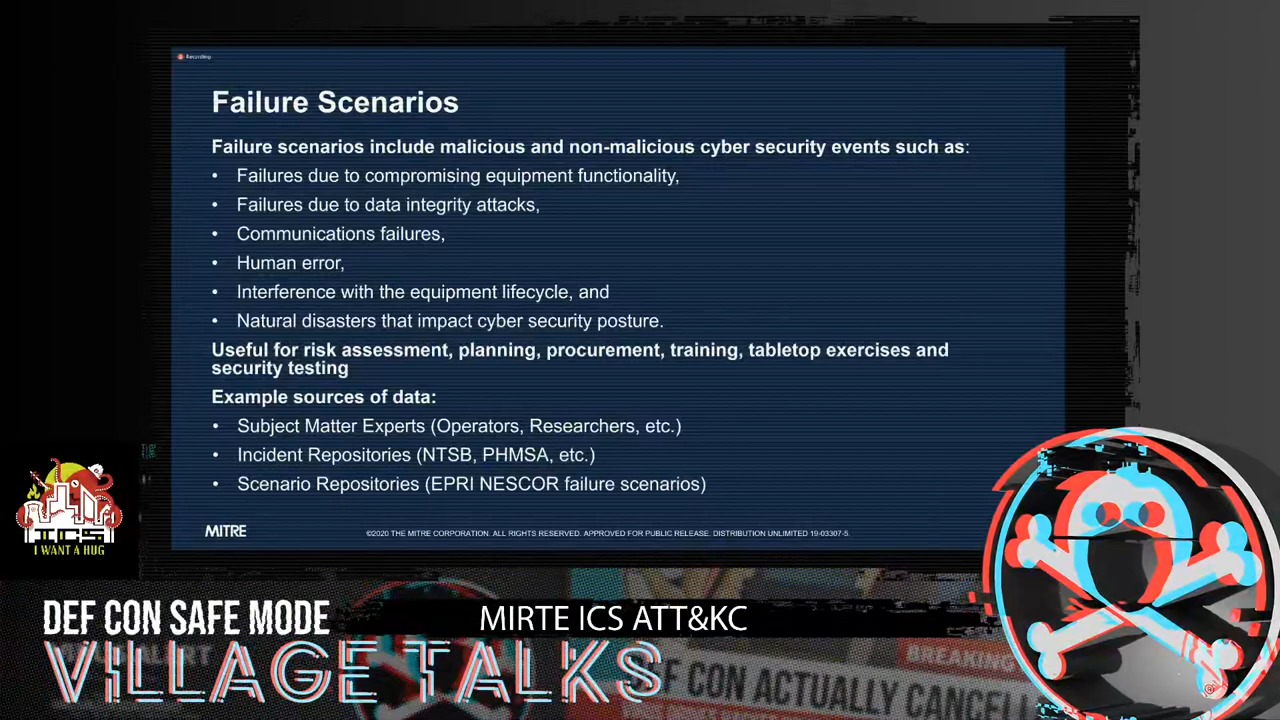 Recording
Failure Scenarios
Failure scenarios include malicious and non-malicious cyber security events such as:
• Failures due to compromising equipment functionality,
• Failures due to data integrity attacks,
• Communications failures,
• Human error,
• Interference with the equipment lifecycle, and
• Natural disasters that impact cyber security posture.
Useful for risk assessment, planning, procurement, training, tabletop exercises and
security testing
Example sources of data:
• Subject Matter Experts (Operators, Researchers, etc.)
• Incident Repositories (NTSB, PHMSA, etc.)
• Scenario Repositories (EPRI NESCOR failure scenarios)
MITRE
©2020 THE MITRE CORPORATION. ALL RIGHTS RESERVED. APPROVED FOR PUBLIC RELEASE. DISTRIBUTION UNLIMITED 19-03307-5.
ICS
I WANT A HUG
DEF CON SAFE MODE
MIRTE ICS ATT&KC
VILLAGE TALKS
BREAKING
DEF CON ACTUALLY